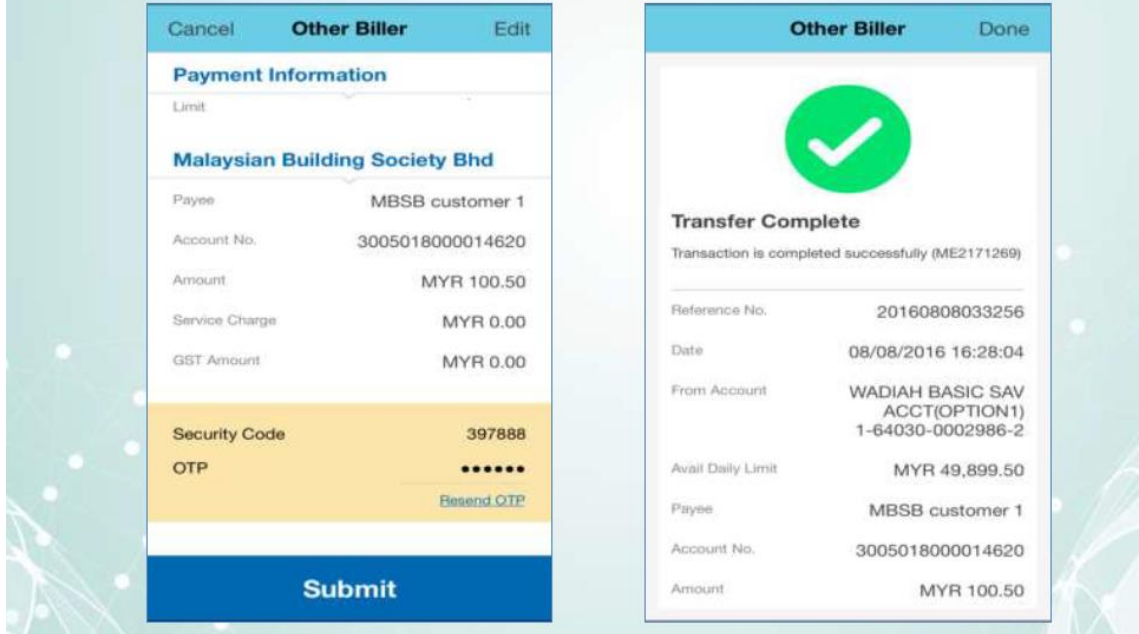 Cancel Other Biller Edit
Payment Information
Limit
Malaysian Building Society Bhd
Payee MBSB customer 1
Account No. 3005018000014620
Amount MYR 100.50
Service Charge MYR 0.00
GST Amount MYR 0.00
Security Code 397888
OTP ••••••
Resend OTP
Submit
Other Biller Done
Transfer Complete
Transaction is completed successfully (ME2171269)
Reference No. 20160808033256
Date 08/08/2016 16:28:04
From Account WADIAH BASIC SAV
ACCT(OPTION1)
1-64030-0002986-2
Avail Daily Limit MYR 49,899.50
Payee MBSB customer 1
Account No. 3005018000014620
Amount MYR 100.50